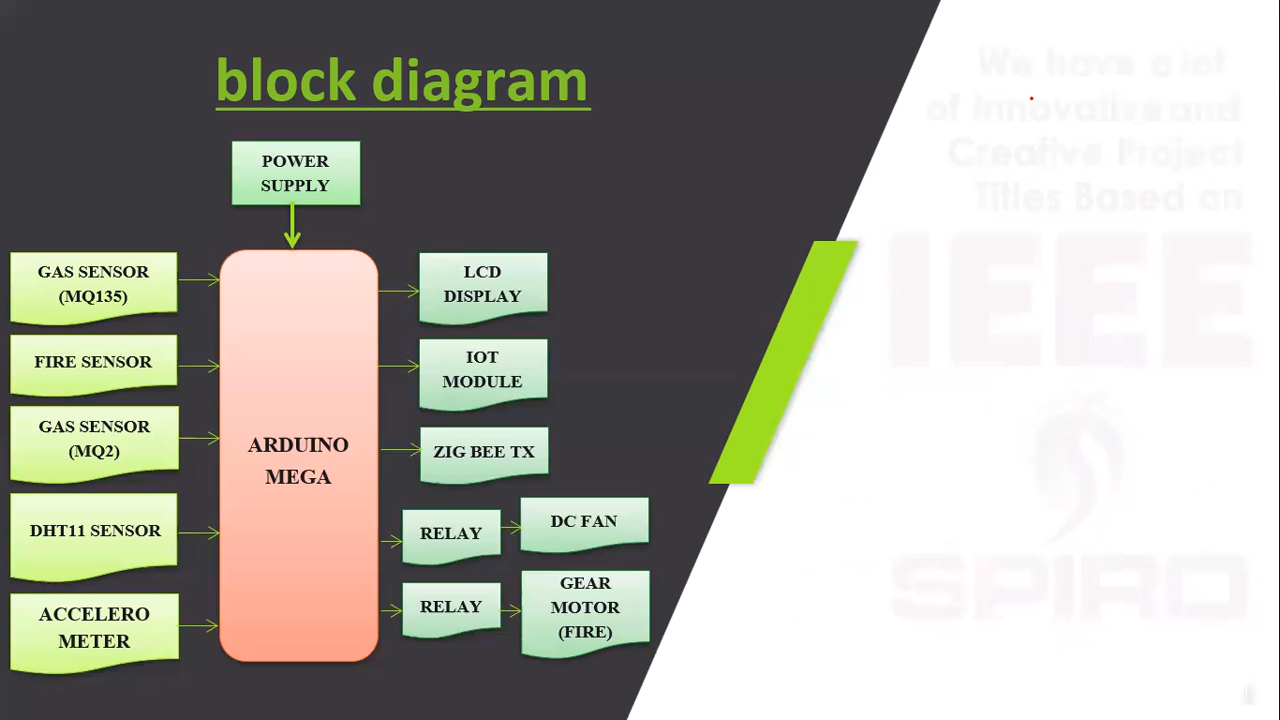 block diagram
POWER
SUPPLY
GAS SENSOR
(MQ135)
FIRE SENSOR
GAS SENSOR
(MQ2)
DHT11 SENSOR
ACCELERO
METER
ARDUINO
MEGA
LCD
DISPLAY
IOT
MODULE
ZIG BEE TX
RELAY
DC FAN
RELAY
GEAR
MOTOR
(FIRE)
We have a
of Innovative and
Creative Project
Titles Based on
IEEE
SPIRO